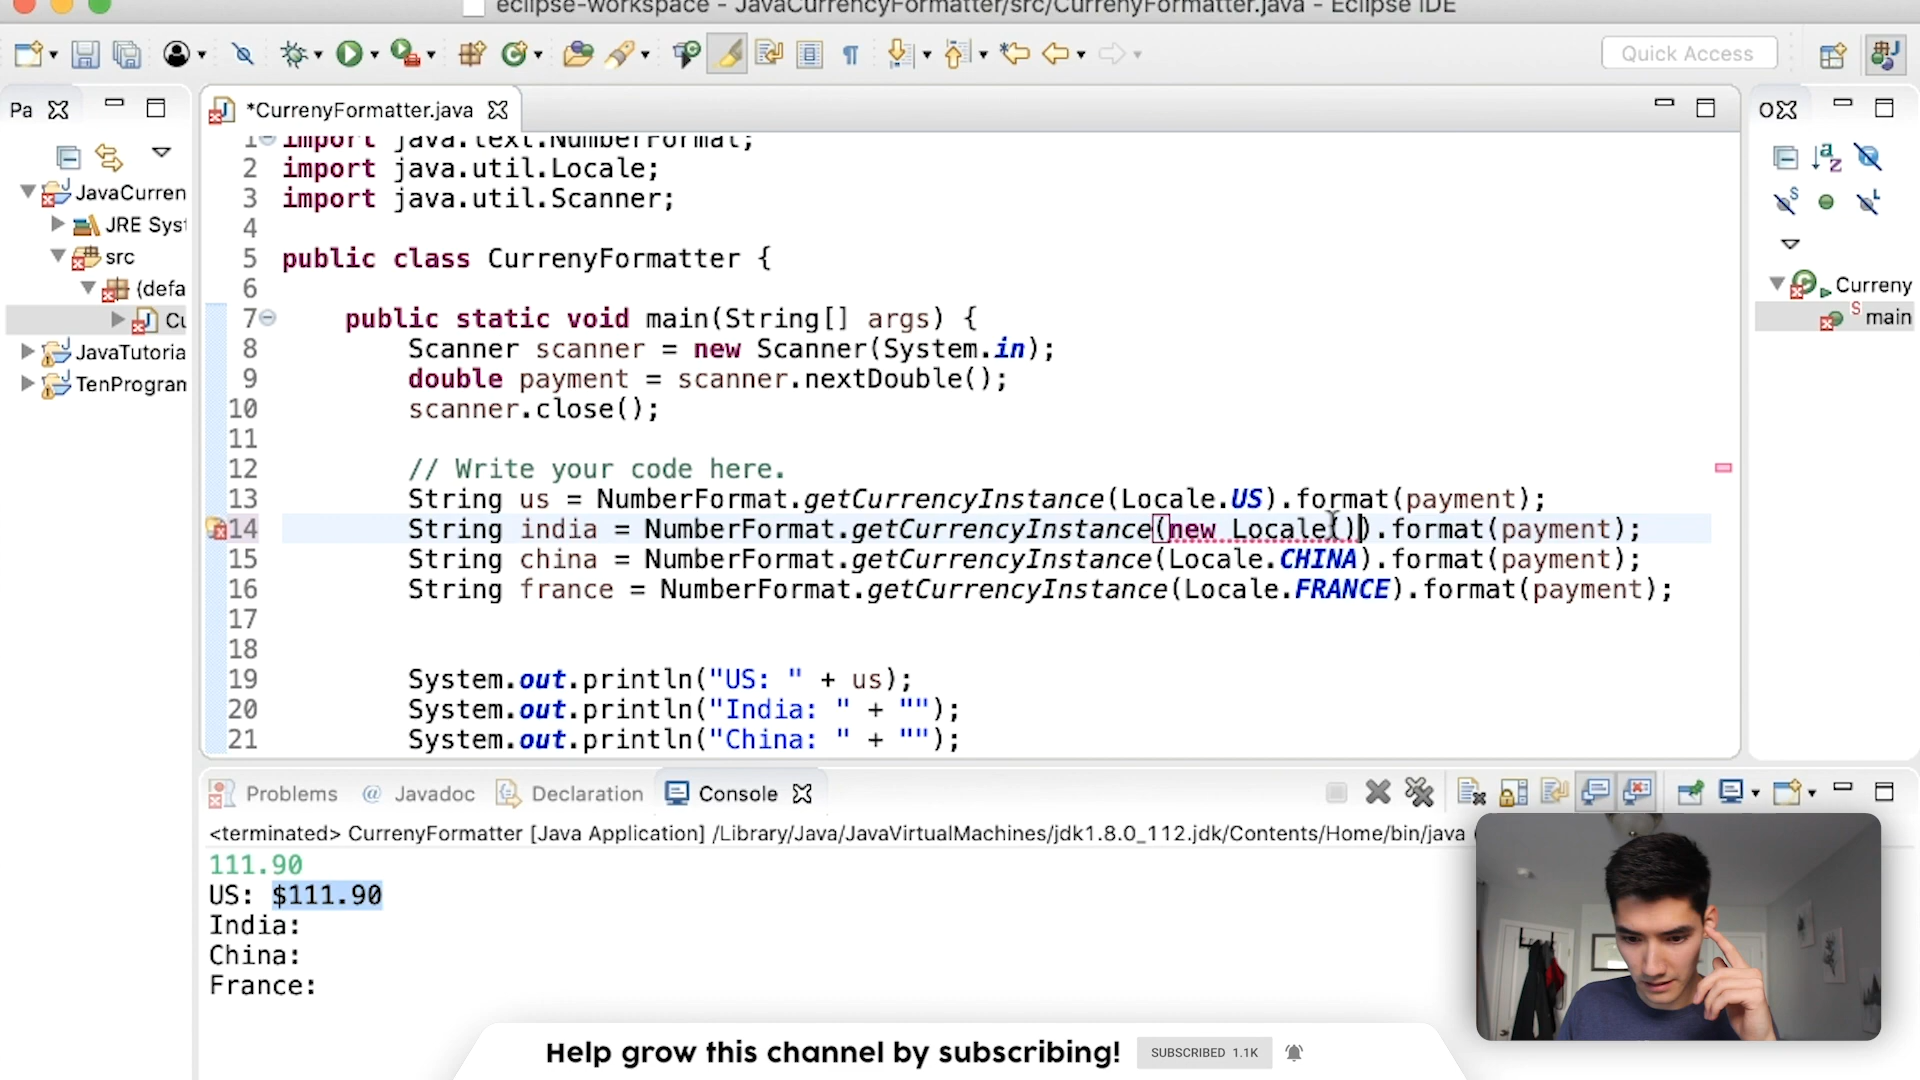 eclipse-workspace - JavaCurrencyFormatter/src/CurrenyFormatter.java - Eclipse IDE
Quick Access
Pa
*CurrenyFormatter.java
JavaCurren
JRE Syst
src
(defa
Cu
JavaTutoria
TenProgram
1 import java.text.NumberFormat;
2 import java.util.Locale;
3 import java.util.Scanner;
4
5 public class CurrenyFormatter {
6
7 public static void main(String[] args) {
8 Scanner scanner = new Scanner(System.in);
9 double payment = scanner.nextDouble();
10 scanner.close();
11
12 // Write your code here.
13 String us = NumberFormat.getCurrencyInstance(Locale.US).format(payment);
14 String india = NumberFormat.getCurrencyInstance(new Locale()).format(payment);
15 String china = NumberFormat.getCurrencyInstance(Locale.CHINA).format(payment);
16 String france = NumberFormat.getCurrencyInstance(Locale.FRANCE).format(payment);
17
18
19 System.out.println("US: " + us);
20 System.out.println("India: " + "");
21 System.out.println("China: " + "");
O
Curreny
main
Problems @ Javadoc Declaration Console
<terminated> CurrenyFormatter [Java Application] /Library/Java/JavaVirtualMachines/jdk1.8.0_112.jdk/Contents/Home/bin/java (
111.90
US: $111.90
India:
China:
France:
Help grow this channel by subscribing! SUBSCRIBED 1.1K